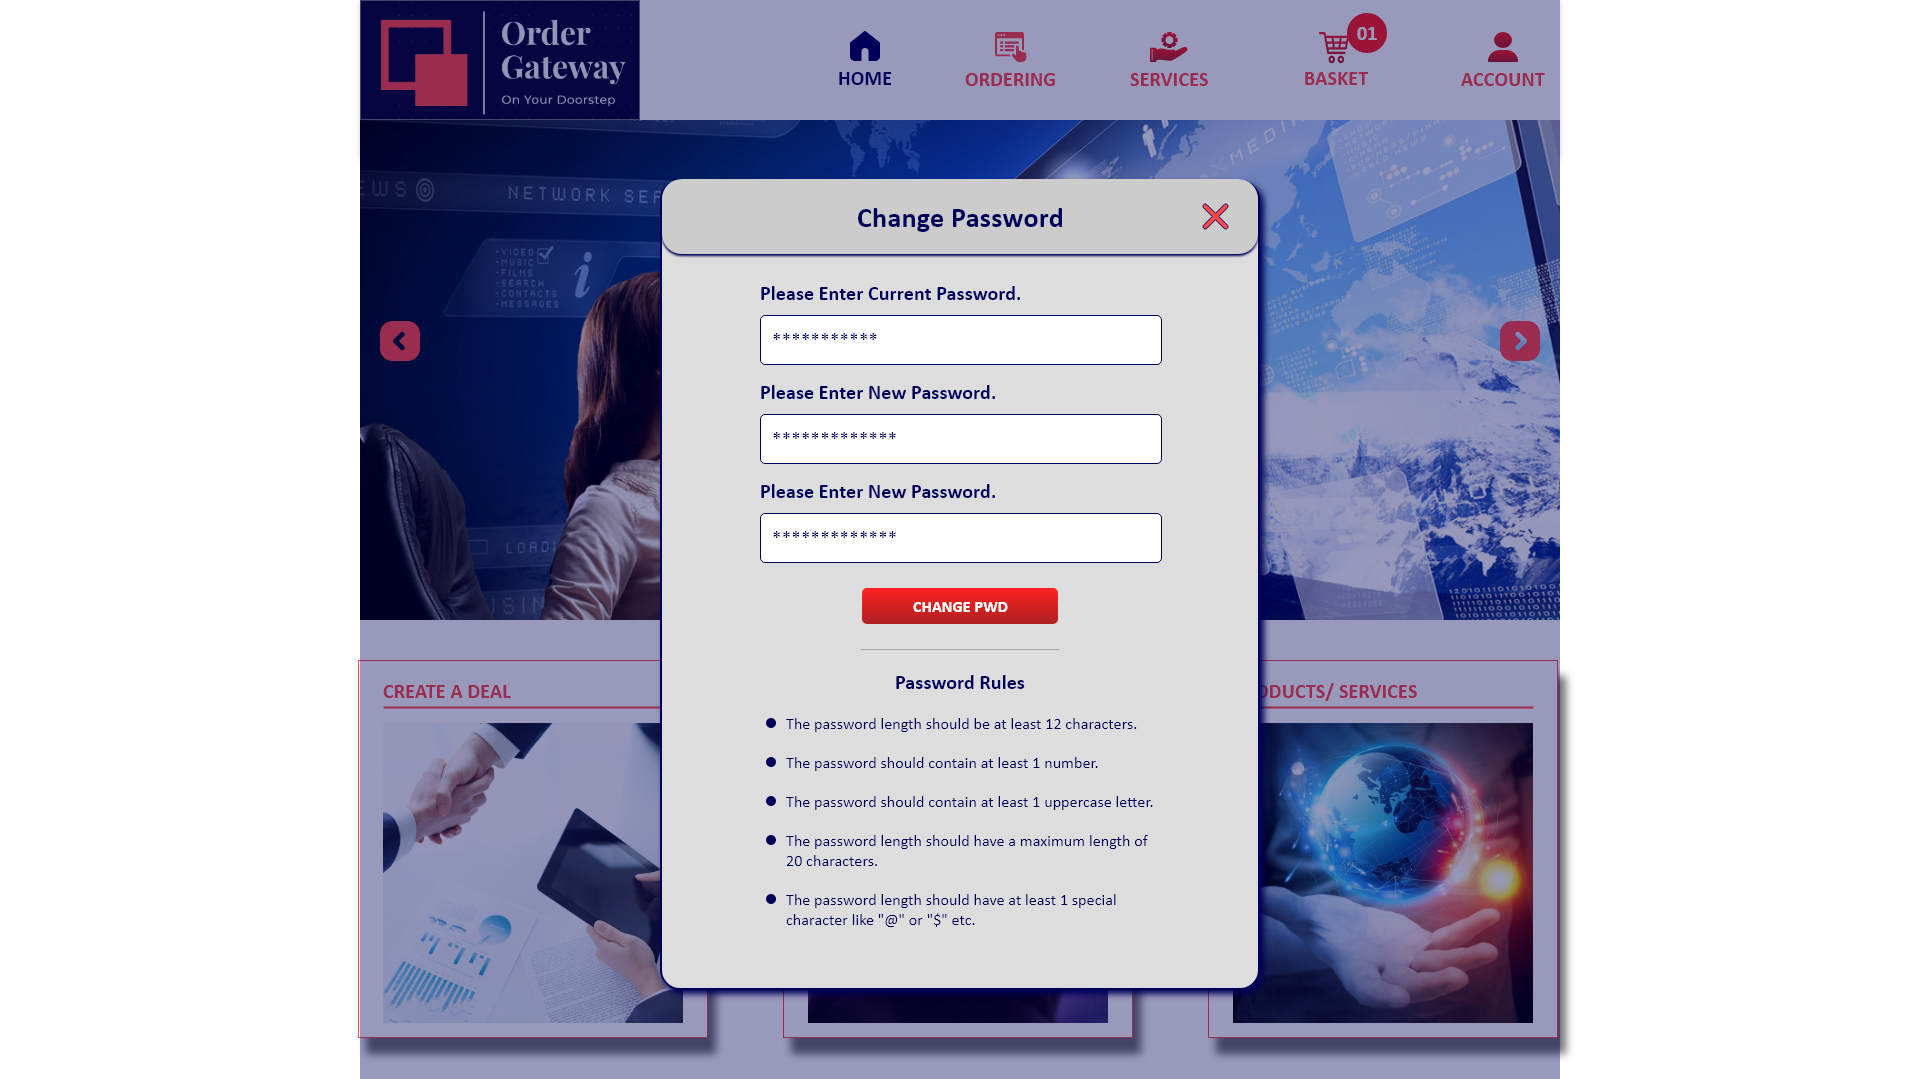 Order
Gateway
On Your Doorstep
HOME
ORDERING
SERVICES
BASKET
01
ACCOUNT
NETWORK
-VIDEO
-MUSIC
-FILMS
-SEARCH
-CONTACTS
-MESSAGES
i
Change Password
Please Enter Current Password.
***********
Please Enter New Password.
*************
Please Enter New Password.
*************
CHANGE PWD
Password Rules
The password length should be at least 12 characters.
The password should contain at least 1 number.
The password should contain at least 1 uppercase letter.
The password length should have a maximum length of
20 characters.
The password length should have at least 1 special
character like "@" or "$" etc.
CREATE A DEAL
ODUCTS/ SERVICES